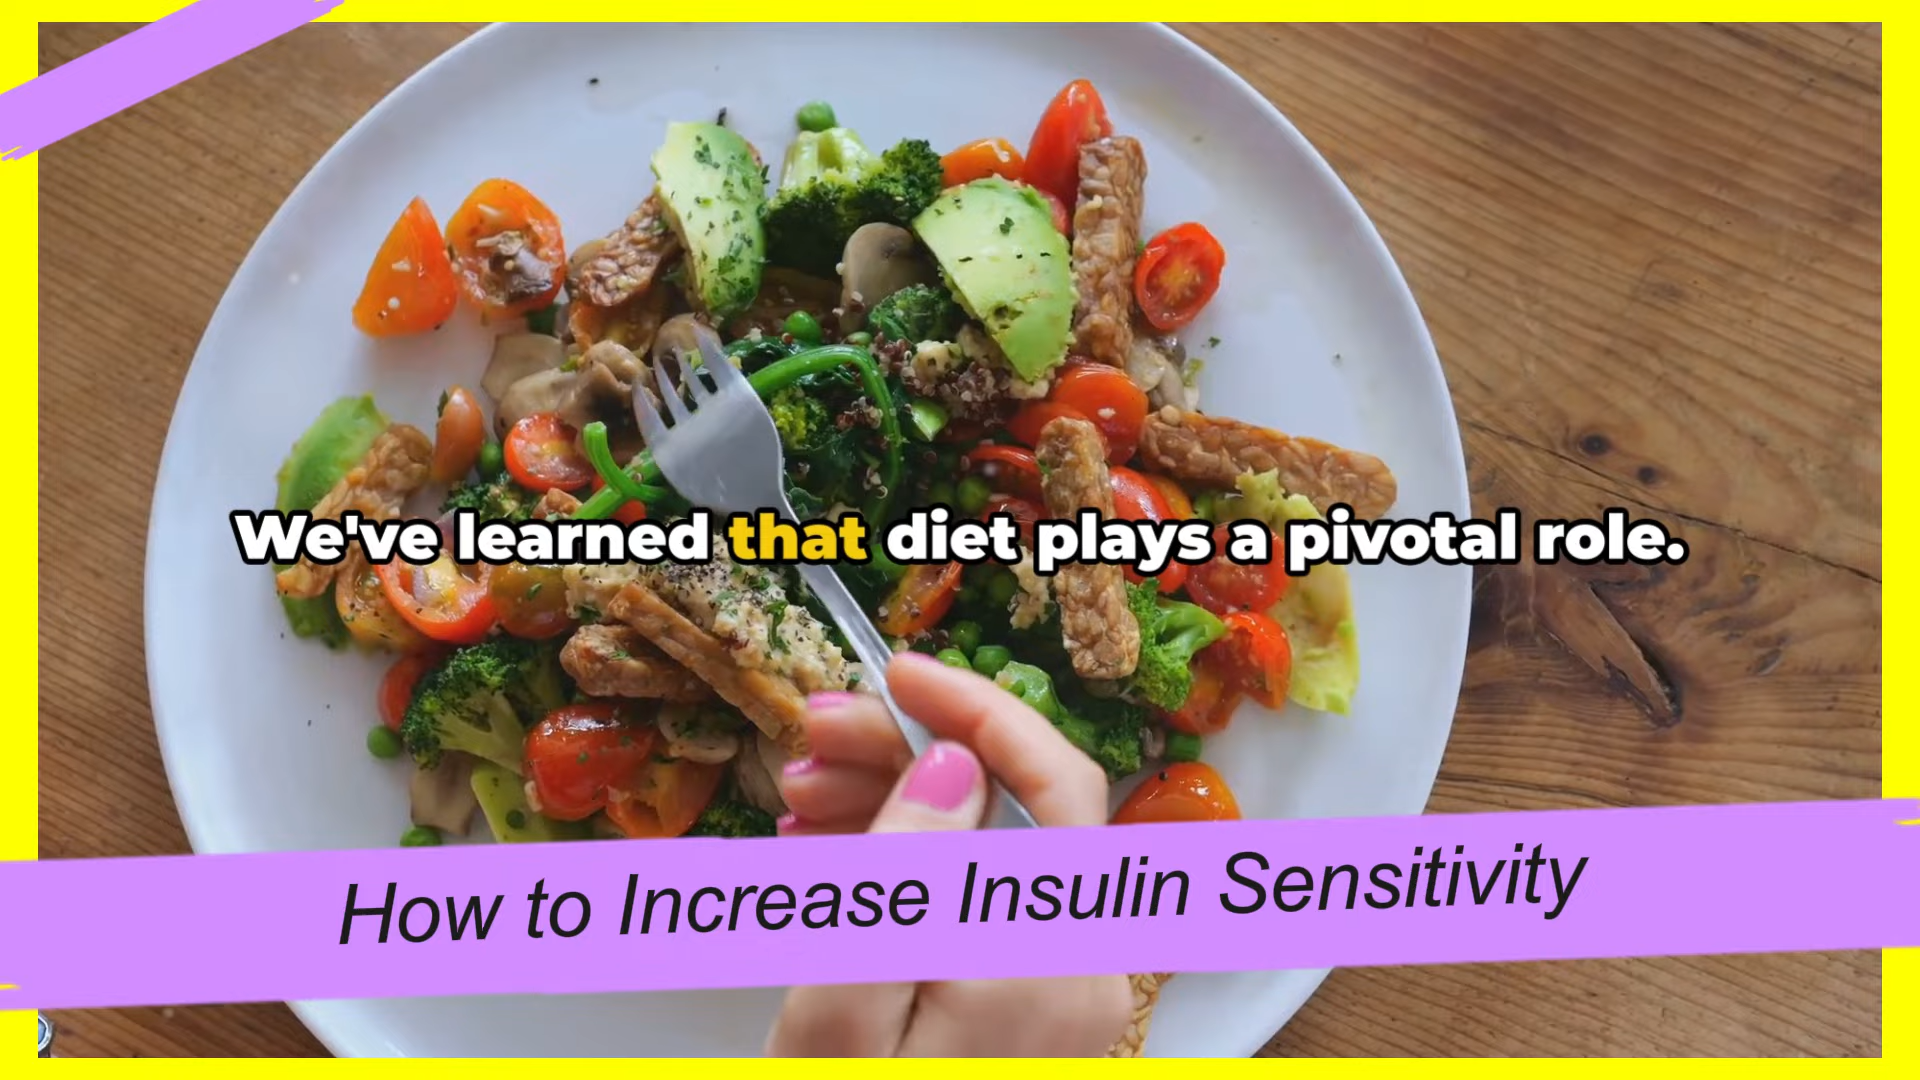 We've learned that diet plays a pivotal role.
How to Increase Insulin Sensitivity